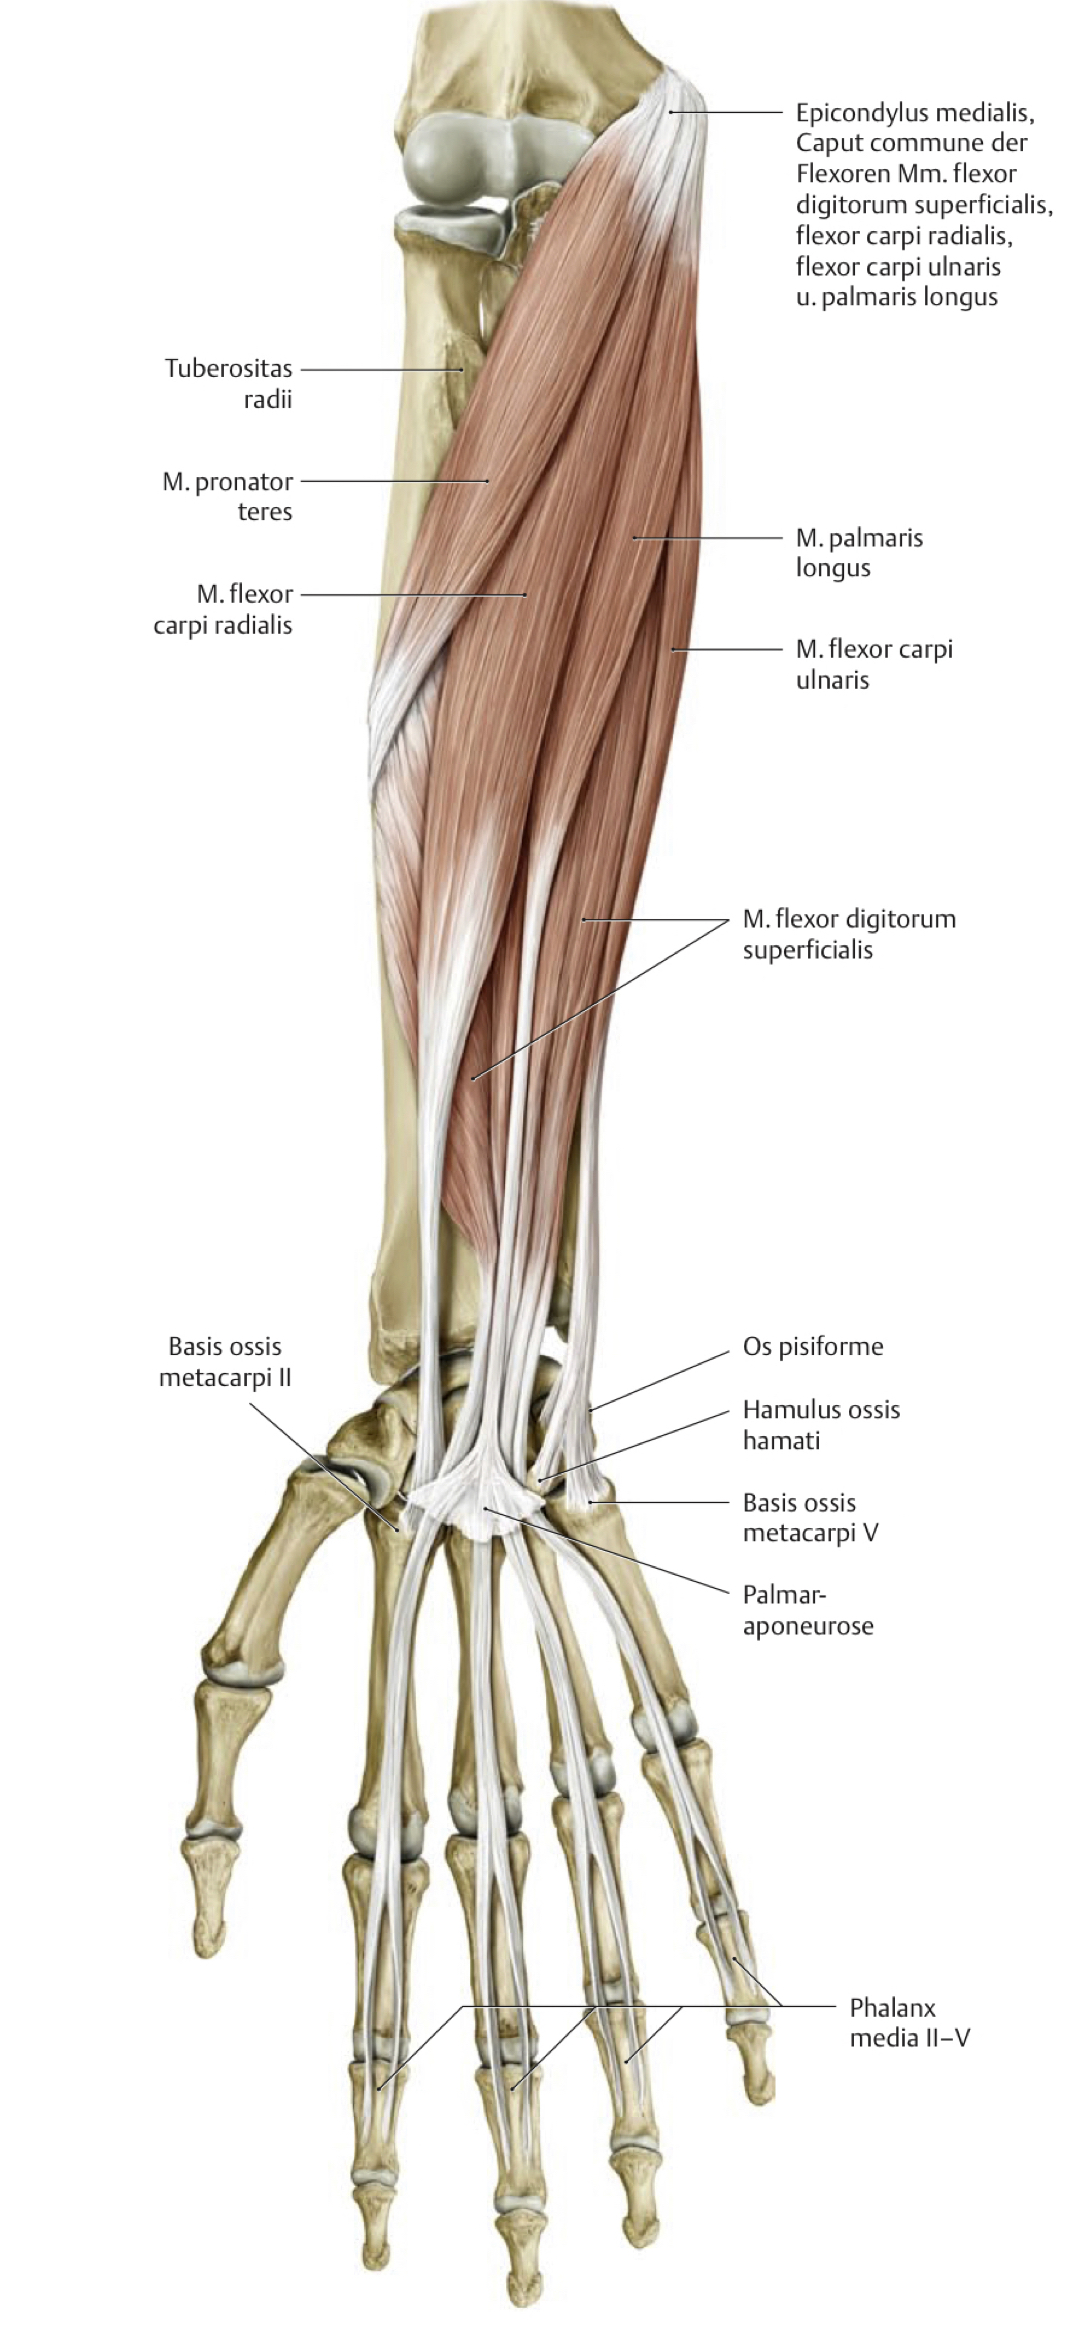 Epicondylus medialis,
Caput commune der
Flexoren Mm. flexor
digitorum superficialis,
flexor carpi radialis,
flexor carpi ulnaris
u. palmaris longus
Tuberositas
radii
M. pronator
teres
M. palmaris
longus
M. flexor
carpi radialis
M. flexor carpi
ulnaris
M. flexor digitorum
superficialis
Basis ossis
metacarpi II
Os pisiforme
Hamulus ossis
hamati
Basis ossis
metacarpi V
Palmar-
aponeurose
Phalanx
media II–V